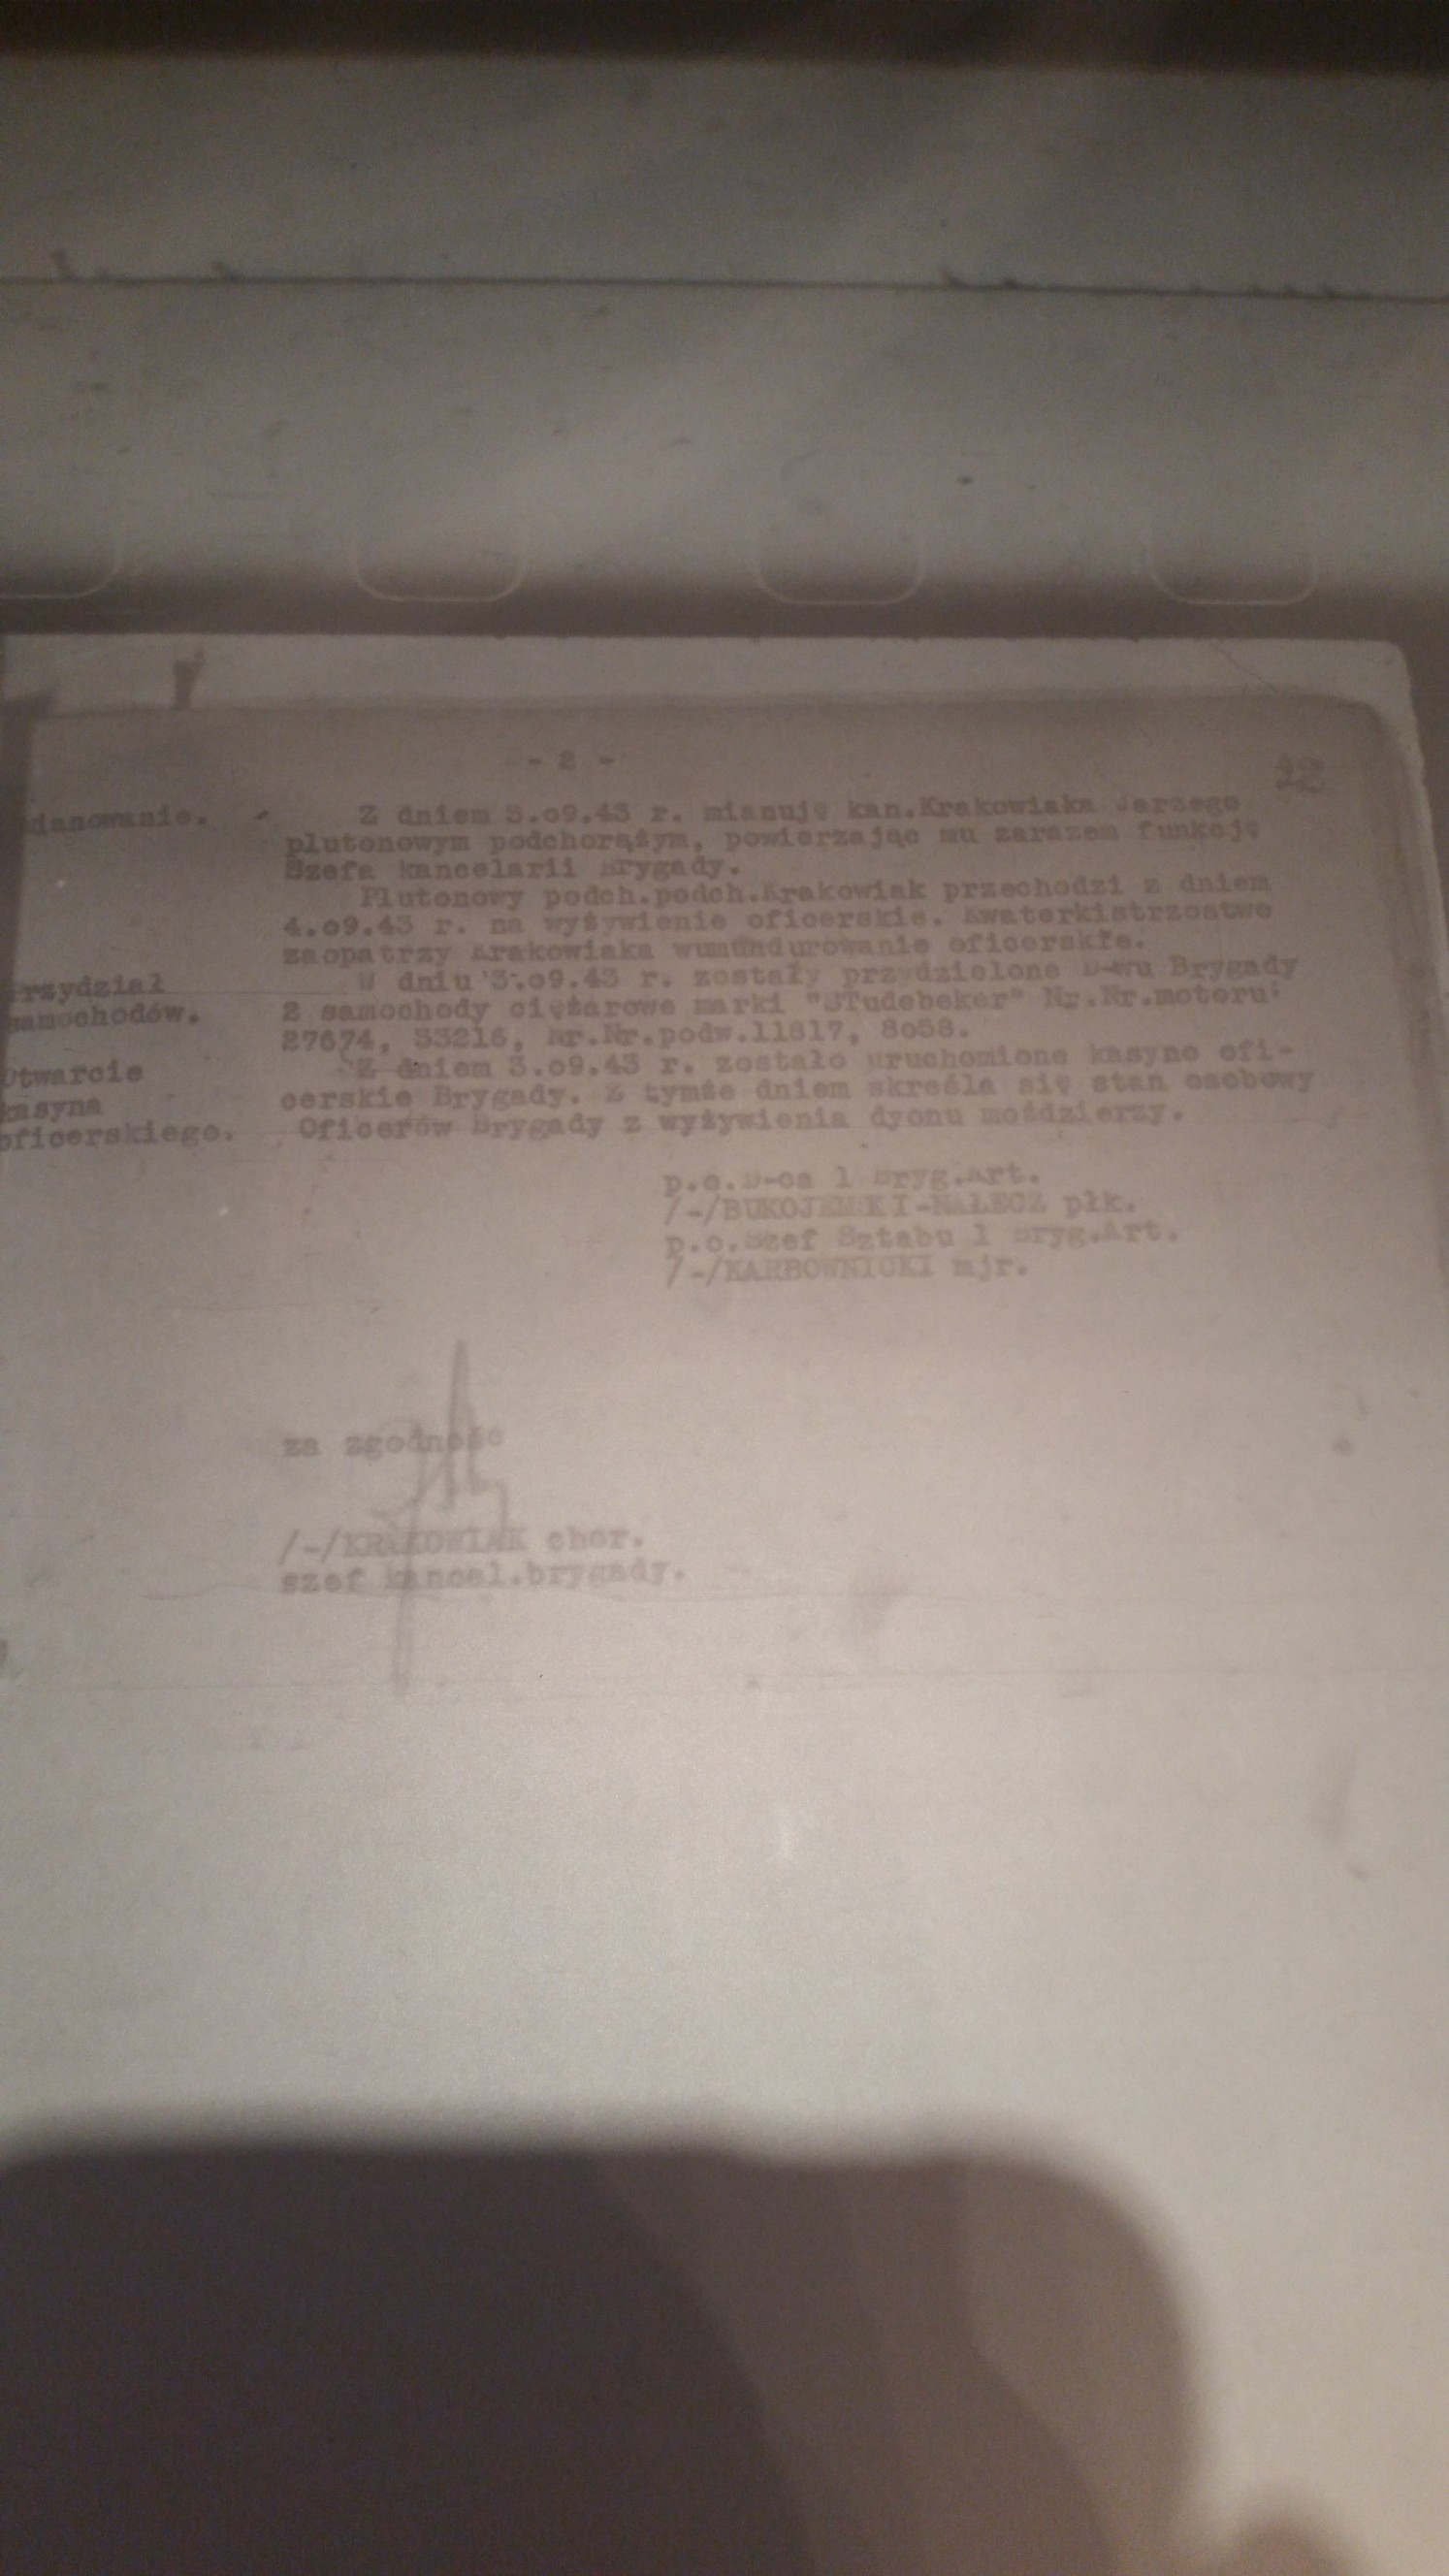 - 2 -
22
mianowanie. Z dniem 3.o9.43 r. mianuję kan.Krakowiaka Jerzego
plutonowym podchorążym, powierzając mu zarazem funkcję
Szefa kancelarii Brygady.
Plutonowy podch.podch.Krakowiak przechodzi z dniem
4.o9.43 r. na wyżywienie oficerskie. Kwaterkistrzostwo
zaopatrzy Krakowiaka wumundurowanie oficerskie.
rzydział W dniu 3.o9.43 r. zostały przydzielone D-wu Brygady
samochodów. 2 samochody ciężarowe marki "STudebeker" Nr.Nr.motoru:
27674, 33216, Nr.Nr.podw.11817, 8o58.
Otwarcie Z dniem 3.o9.43 r. zostało uruchomione kasyno ofi-
kasyna cerskie Brygady. Z tymże dniem skreśla się stan osobowy
oficerskiego. Oficerów Brygady z wyżywienia dyonu moździerzy.
p.o.D-ca 1 Bryg.Art.
/-/BUKOJEMSKI-NAŁĘCZ płk.
p.o.Szef Sztabu 1 Bryg.Art.
/-/KARBOWNICKI mjr.
za zgodność
/-/KRAKOWIAK chor.
szef kancel.brygady.